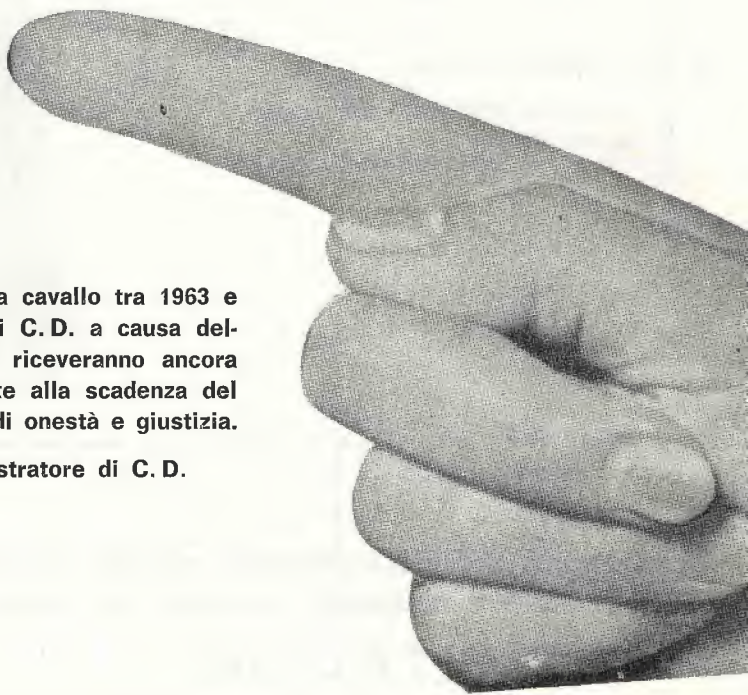 a cavallo tra 1963 e
i C. D. a causa del-
riceveranno ancora
te alla scadenza del
di onestà e giustizia.
stratore di C. D.